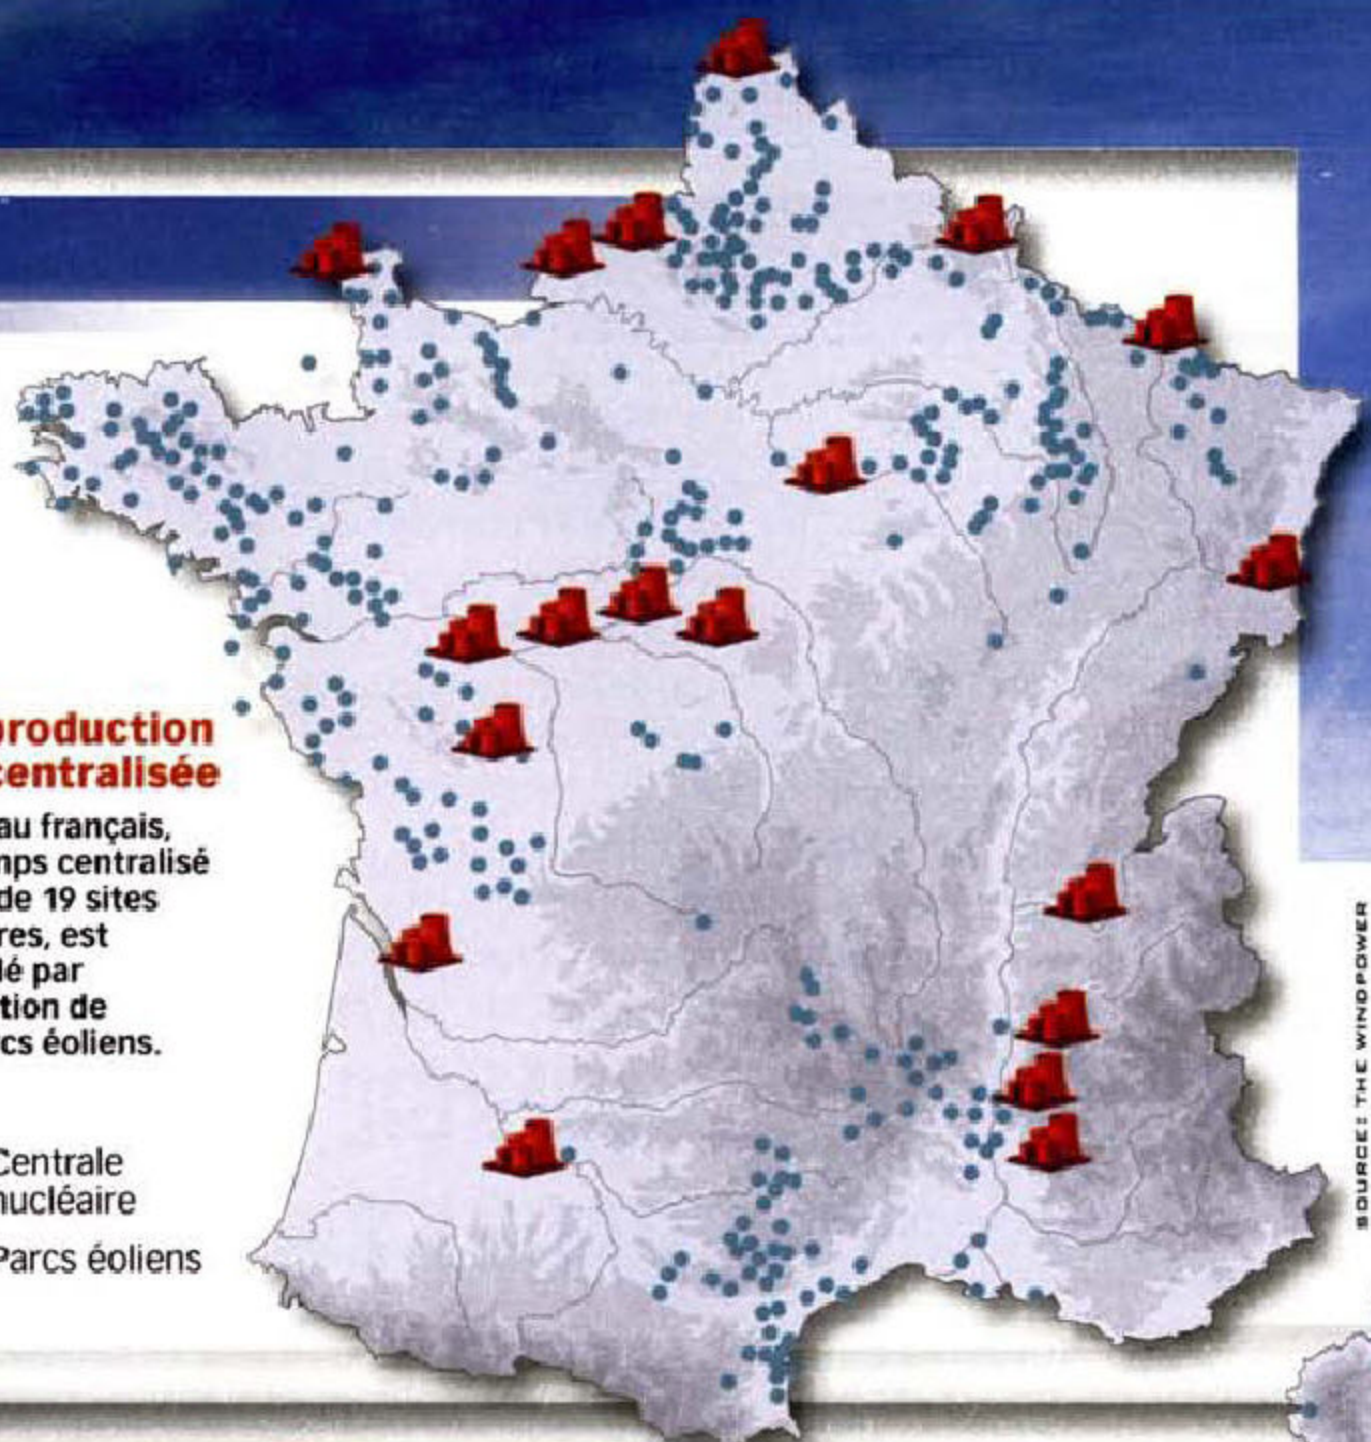 production
centralisée
au français,
mps centralisé
de 19 sites
res, est
lé par
tion de
cs éoliens.
Centrale
nucléaire
Parcs éoliens
SOURCE: THE WINDPOWER